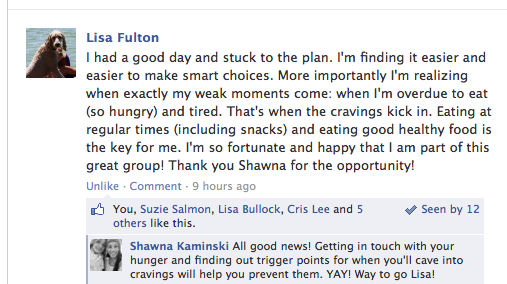 Lisa Fulton
I had a good day and stuck to the plan. I'm finding it easier and
easier to make smart choices. More importantly I'm realizing
when exactly my weak moments come: when I'm overdue to eat
(so hungry) and tired. That's when the cravings kick in. Eating at
regular times (including snacks) and eating good healthy food is
the key for me. I'm so fortunate and happy that I am part of this
great group! Thank you Shawna for the opportunity!
Unlike · Comment · 9 hours ago
You, Suzie Salmon, Lisa Bullock, Cris Lee and 5 Seen by 12
others like this.
Shawna Kaminski All good news! Getting in touch with your
hunger and finding out trigger points for when you'll cave into
cravings will help you prevent them. YAY! Way to go Lisa!